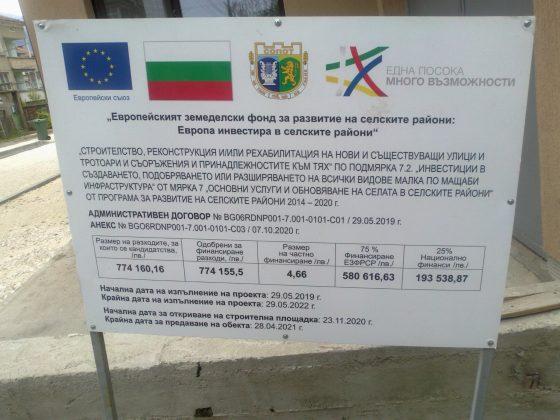 СОПОТ
Европейски съюз
ЕДНА ПОСОКА
МНОГО ВЪЗМОЖНОСТИ
„Европейският земеделски фонд за развитие на селските райони:
Европа инвестира в селските райони“
„СТРОИТЕЛСТВО, РЕКОНСТРУКЦИЯ И/ИЛИ РЕХАБИЛИТАЦИЯ НА НОВИ И СЪЩЕСТВУВАЩИ УЛИЦИ И
ТРОТОАРИ И СЪОРЪЖЕНИЯ И ПРИНАДЛЕЖНОСТИТЕ КЪМ ТЯХ“ ПО ПОДМЯРКА 7.2. „ИНВЕСТИЦИИ В
СЪЗДАВАНЕТО, ПОДОБРЯВАНЕТО ИЛИ РАЗШИРЯВАНЕТО НА ВСИЧКИ ВИДОВЕ МАЛКА ПО МАЩАБИ
ИНФРАСТРУКТУРА“ ОТ МЯРКА 7 „ОСНОВНИ УСЛУГИ И ОБНОВЯВАНЕ НА СЕЛАТА В СЕЛСКИТЕ РАЙОНИ“
ОТ ПРОГРАМА ЗА РАЗВИТИЕ НА СЕЛСКИТЕ РАЙОНИ 2014 – 2020 г.
АДМИНИСТРАТИВЕН ДОГОВОР № BG06RDNP001-7.001-0101-C01 / 29.05.2019 г.
АНЕКС № BGO6RDNP001-7.001-0101-C03 / 07.10.2020 г.
Размер на разходите, за които се кандидатства, /лв./
Одобрени за финансиране разходи, /лв./
Размер на частно финансиране /лв./
75 % Финансиране ЕЗФРСР /лв./
25% Национално финанси /лв./
774 160,16 774 155,5 4,66 580 616,63 193 538,87
Начална дата на изпълнение на проекта: 29.05.2019 г.
Крайна дата на изпълнение на проекта: 29.05.2022 г.
Начална дата за откриване на строителна площадка: 23.11.2020 г.
Крайна дата за предаване на обекта: 28.04.2021 г.